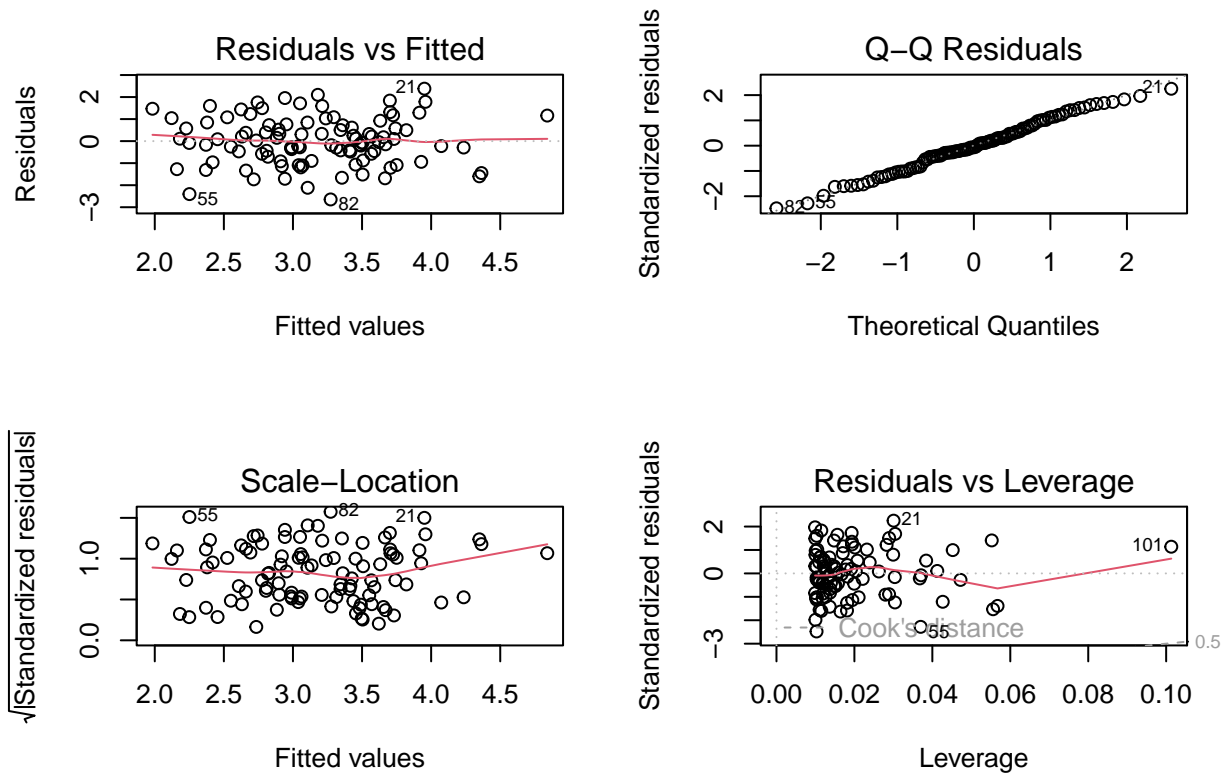 Residuals vs Fitted
Residuals
2
0
−3
21
55
82
2.0 2.5 3.0 3.5 4.0 4.5
Fitted values
Q−Q Residuals
Standardized residuals
2
0
−2
21
82
55
−2 −1 0 1 2
Theoretical Quantiles
Scale−Location
√|Standardized residuals|
1.0
0.0
55
82
21
2.0 2.5 3.0 3.5 4.0 4.5
Fitted values
Residuals vs Leverage
Standardized residuals
2
0
−3
21
101
55
Cook's distance
0.5
0.00 0.02 0.04 0.06 0.08 0.10
Leverage